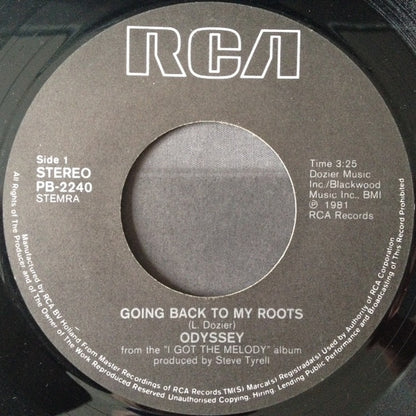 RCA
Side 1
STEREO
PB-2240
STEMRA
Time 3:25
Dozier Music
Inc./Blackwood
Music Inc., BMI
℗ 1981
RCA Records
GOING BACK TO MY ROOTS
(L. Dozier)
ODYSSEY
from the "I GOT THE MELODY" album
produced by Steve Tyrell
All Rights of The Manufacturer Reserved
Producer and of The Owner of The Work Reproduced Reserved. Unauthorised Copying. Hiring. Lending Public Performance and Broadcasting of This Record Prohibited.
Manufactured by RCA BV Holland From Master Recordings of RCA Records TM(S) Marca(s) Registrada(s) Used by Authority of RCA Corporation